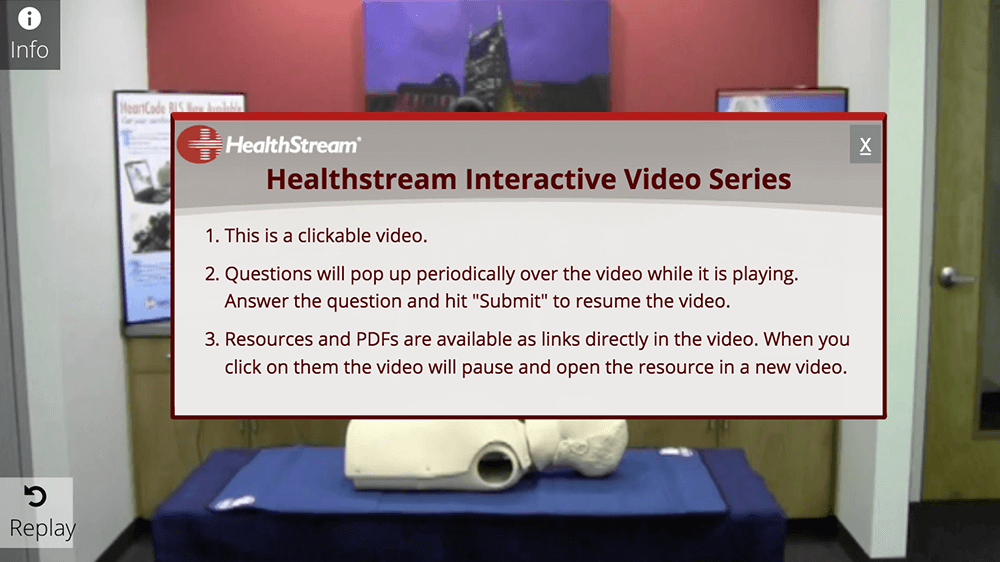 Info
HeartCode BLS Now Available
HealthStream®
X
Healthstream Interactive Video Series
1. This is a clickable video.
2. Questions will pop up periodically over the video while it is playing.
Answer the question and hit "Submit" to resume the video.
3. Resources and PDFs are available as links directly in the video. When you
click on them the video will pause and open the resource in a new video.
Replay